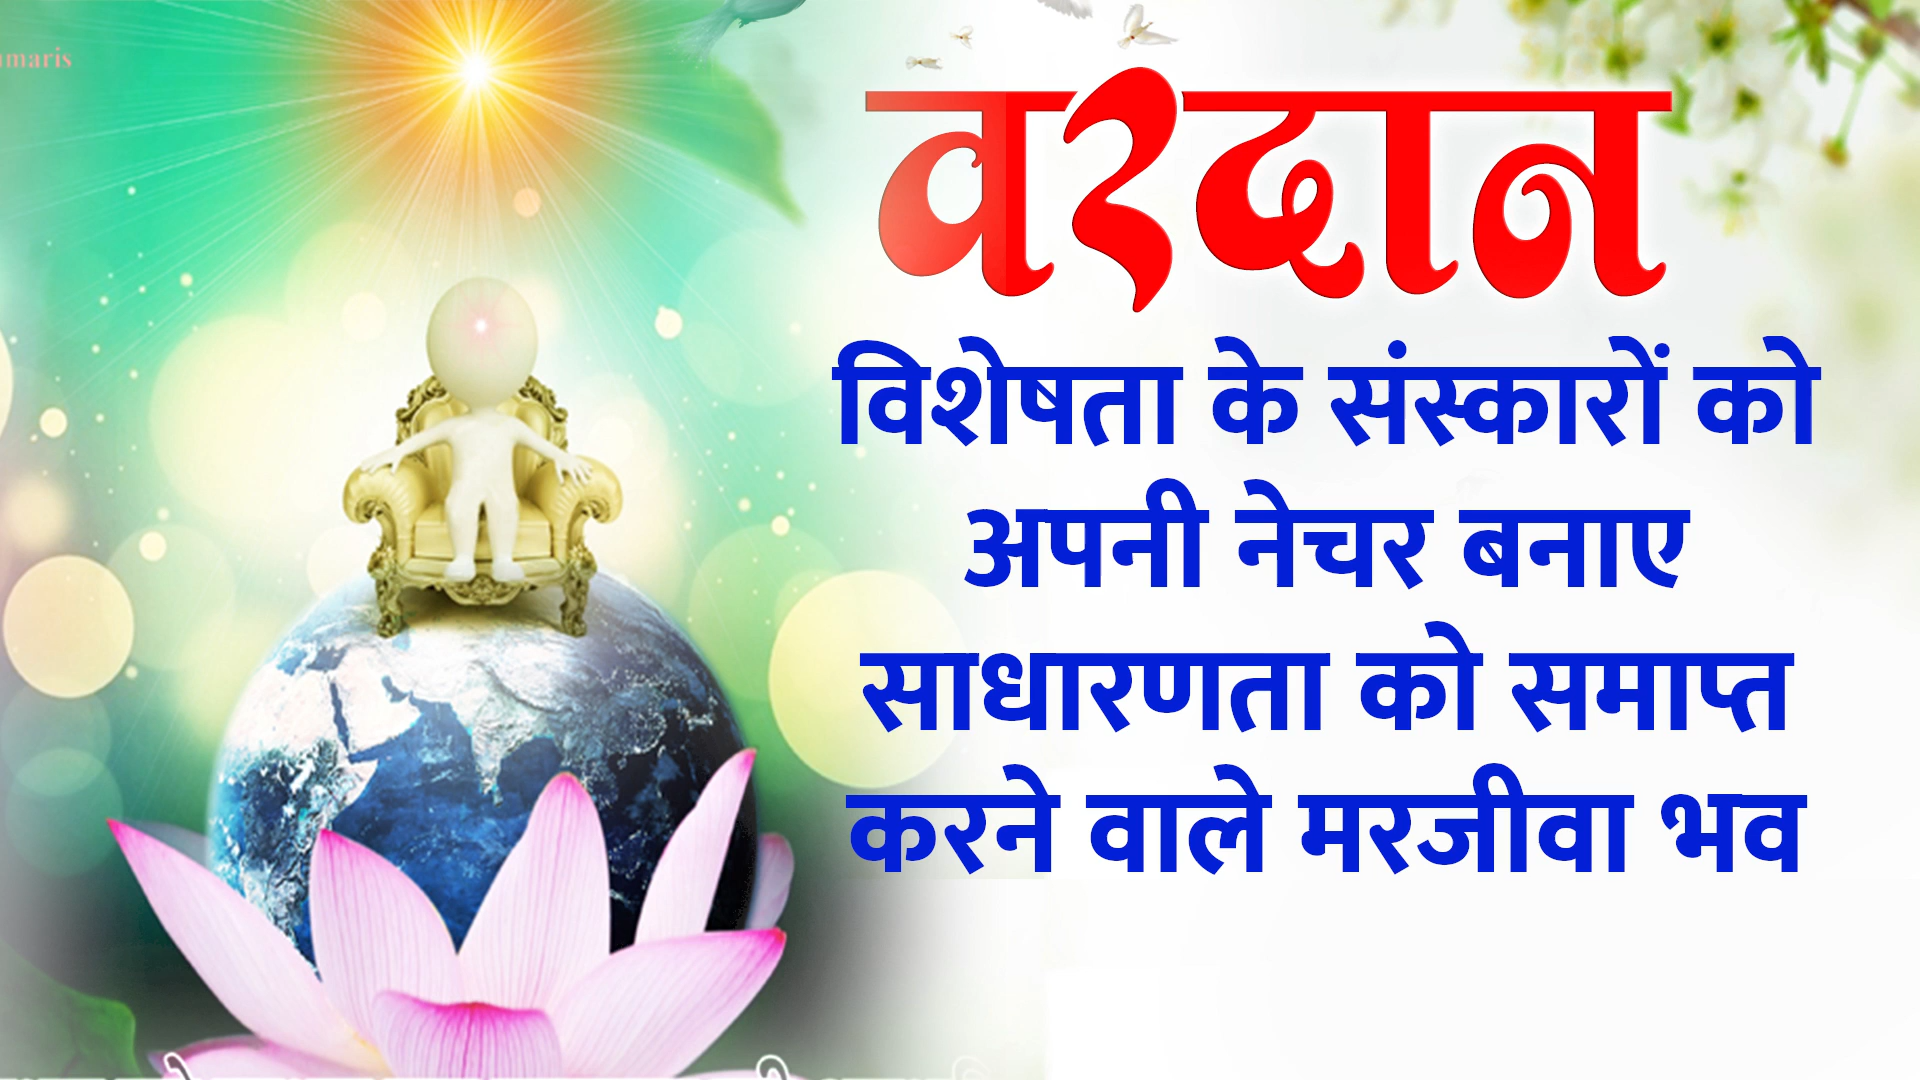 वरदान
विशेषता के संस्कारों को
अपनी नेचर बनाए
साधारणता को समाप्त
करने वाले मरजीवा भव